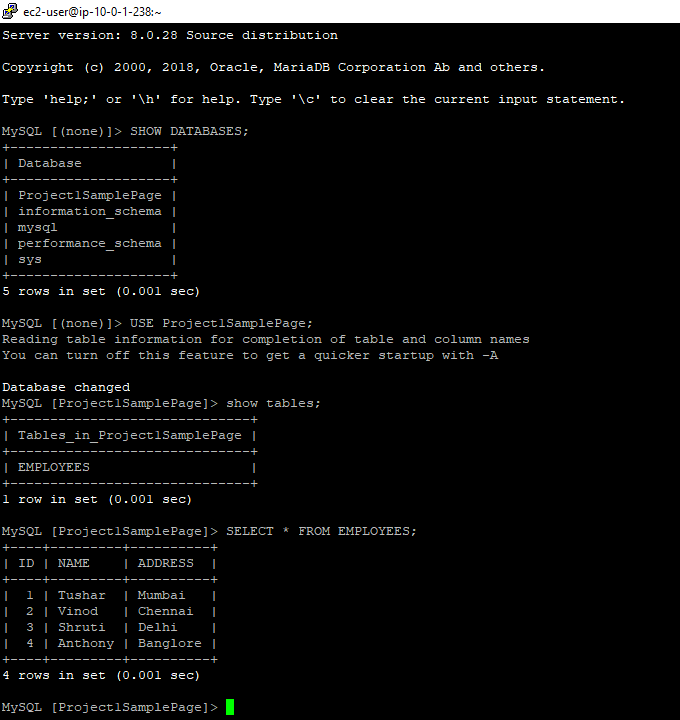 ec2-user@ip-10-0-1-238:~
Server version: 8.0.28 Source distribution
Copyright (c) 2000, 2018, Oracle, MariaDB Corporation Ab and others.
Type 'help;' or '\h' for help. Type '\c' to clear the current input statement.
MySQL [(none)]> SHOW DATABASES;
+--------------------+
| Database           |
+--------------------+
| Project1SamplePage |
| information_schema |
| mysql              |
| performance_schema |
| sys                |
+--------------------+
5 rows in set (0.001 sec)
MySQL [(none)]> USE Project1SamplePage;
Reading table information for completion of table and column names
You can turn off this feature to get a quicker startup with -A
Database changed
MySQL [Project1SamplePage]> show tables;
+------------------------------+
| Tables_in_Project1SamplePage |
+------------------------------+
| EMPLOYEES                    |
+------------------------------+
1 row in set (0.001 sec)
MySQL [Project1SamplePage]> SELECT * FROM EMPLOYEES;
+----+---------+----------+
| ID | NAME    | ADDRESS  |
+----+---------+----------+
|  1 | Tushar  | Mumbai   |
|  2 | Vinod   | Chennai  |
|  3 | Shruti  | Delhi    |
|  4 | Anthony | Banglore |
+----+---------+----------+
4 rows in set (0.001 sec)
MySQL [Project1SamplePage]>